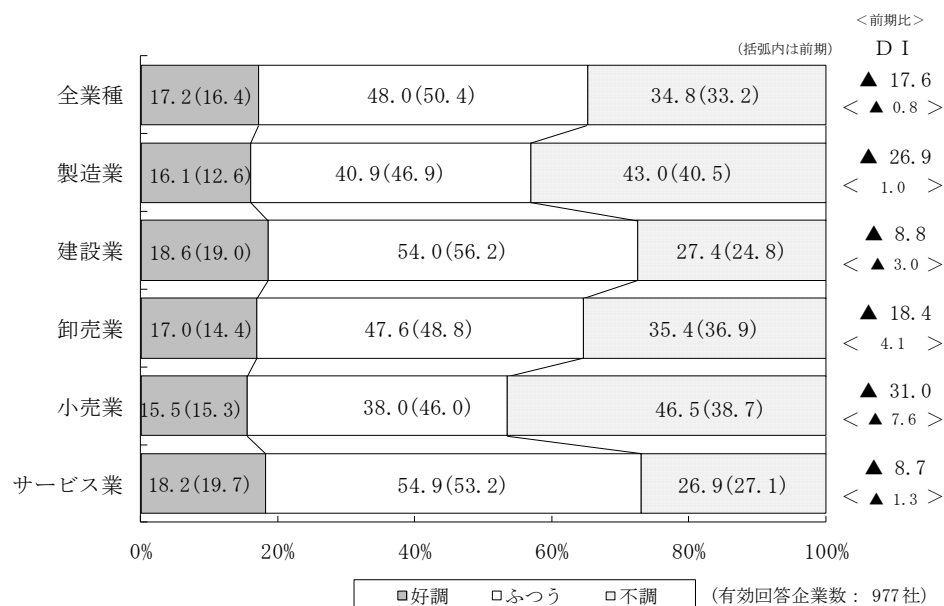 ＜前期比＞
(括弧内は前期) ＤＩ
全業種 17.2(16.4) 48.0(50.4) 34.8(33.2) ▲ 17.6
＜ ▲ 0.8 ＞
製造業 16.1(12.6) 40.9(46.9) 43.0(40.5) ▲ 26.9
＜ 1.0 ＞
建設業 18.6(19.0) 54.0(56.2) 27.4(24.8) ▲ 8.8
＜ ▲ 3.0 ＞
卸売業 17.0(14.4) 47.6(48.8) 35.4(36.9) ▲ 18.4
＜ 4.1 ＞
小売業 15.5(15.3) 38.0(46.0) 46.5(38.7) ▲ 31.0
＜ ▲ 7.6 ＞
サービス業 18.2(19.7) 54.9(53.2) 26.9(27.1) ▲ 8.7
＜ ▲ 1.3 ＞
0% 20% 40% 60% 80% 100%
好調 ふつう 不調 (有効回答企業数： 977社)